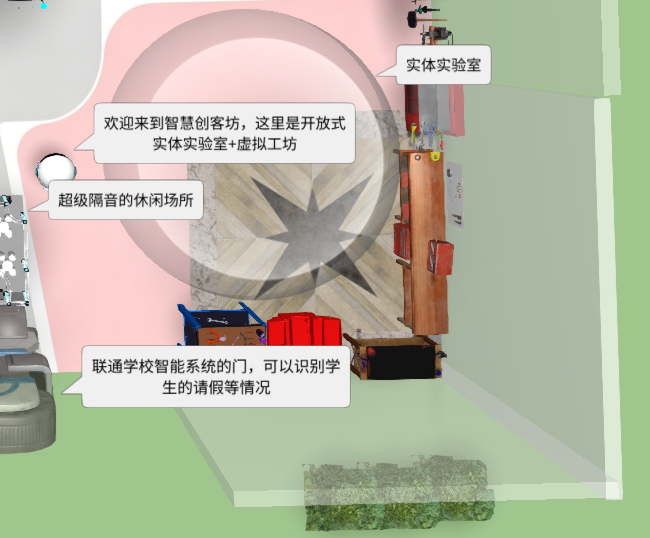 实体实验室
欢迎来到智慧创客坊，这里是开放式
实体实验室+虚拟工坊
超级隔音的休闲场所
联通学校智能系统的门，可以识别学
生的请假等情况